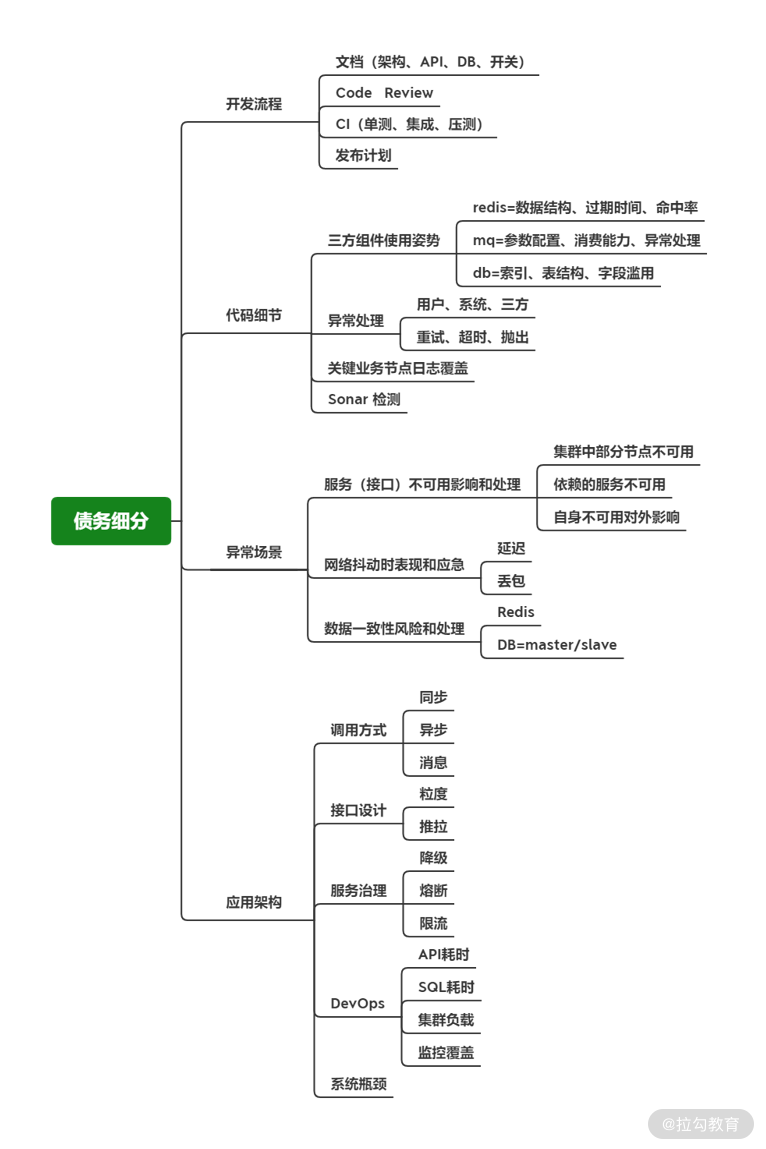 文档（架构、API、DB、开关）
开发流程
Code Review
CI（单测、集成、压测）
发布计划
redis=数据结构、过期时间、命中率
三方组件使用姿势
mq=参数配置、消费能力、异常处理
db=索引、表结构、字段滥用
代码细节
用户、系统、三方
异常处理
重试、超时、抛出
关键业务节点日志覆盖
Sonar 检测
债务细分
集群中部分节点不可用
服务（接口）不可用影响和处理
依赖的服务不可用
自身不可用对外影响
异常场景
延迟
网络抖动时表现和应急
丢包
Redis
数据一致性风险和处理
DB=master/slave
同步
调用方式
异步
消息
粒度
接口设计
推拉
降级
应用架构
服务治理
熔断
限流
API耗时
SQL耗时
DevOps
集群负载
监控覆盖
系统瓶颈
@拉勾教育